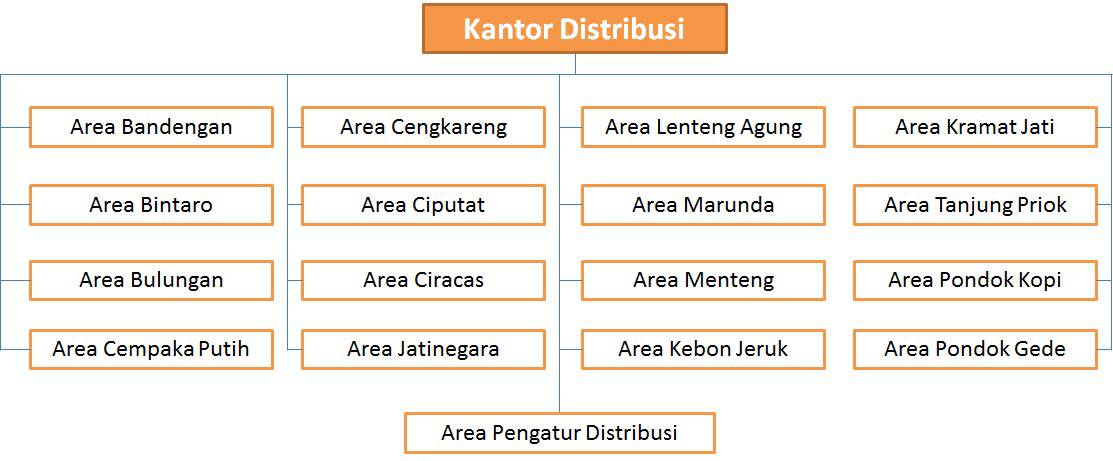 Kantor Distribusi
Area Bandengan
Area Cengkareng
Area Lenteng Agung
Area Kramat Jati
Area Bintaro
Area Ciputat
Area Marunda
Area Tanjung Priok
Area Bulungan
Area Ciracas
Area Menteng
Area Pondok Kopi
Area Cempaka Putih
Area Jatinegara
Area Kebon Jeruk
Area Pondok Gede
Area Pengatur Distribusi